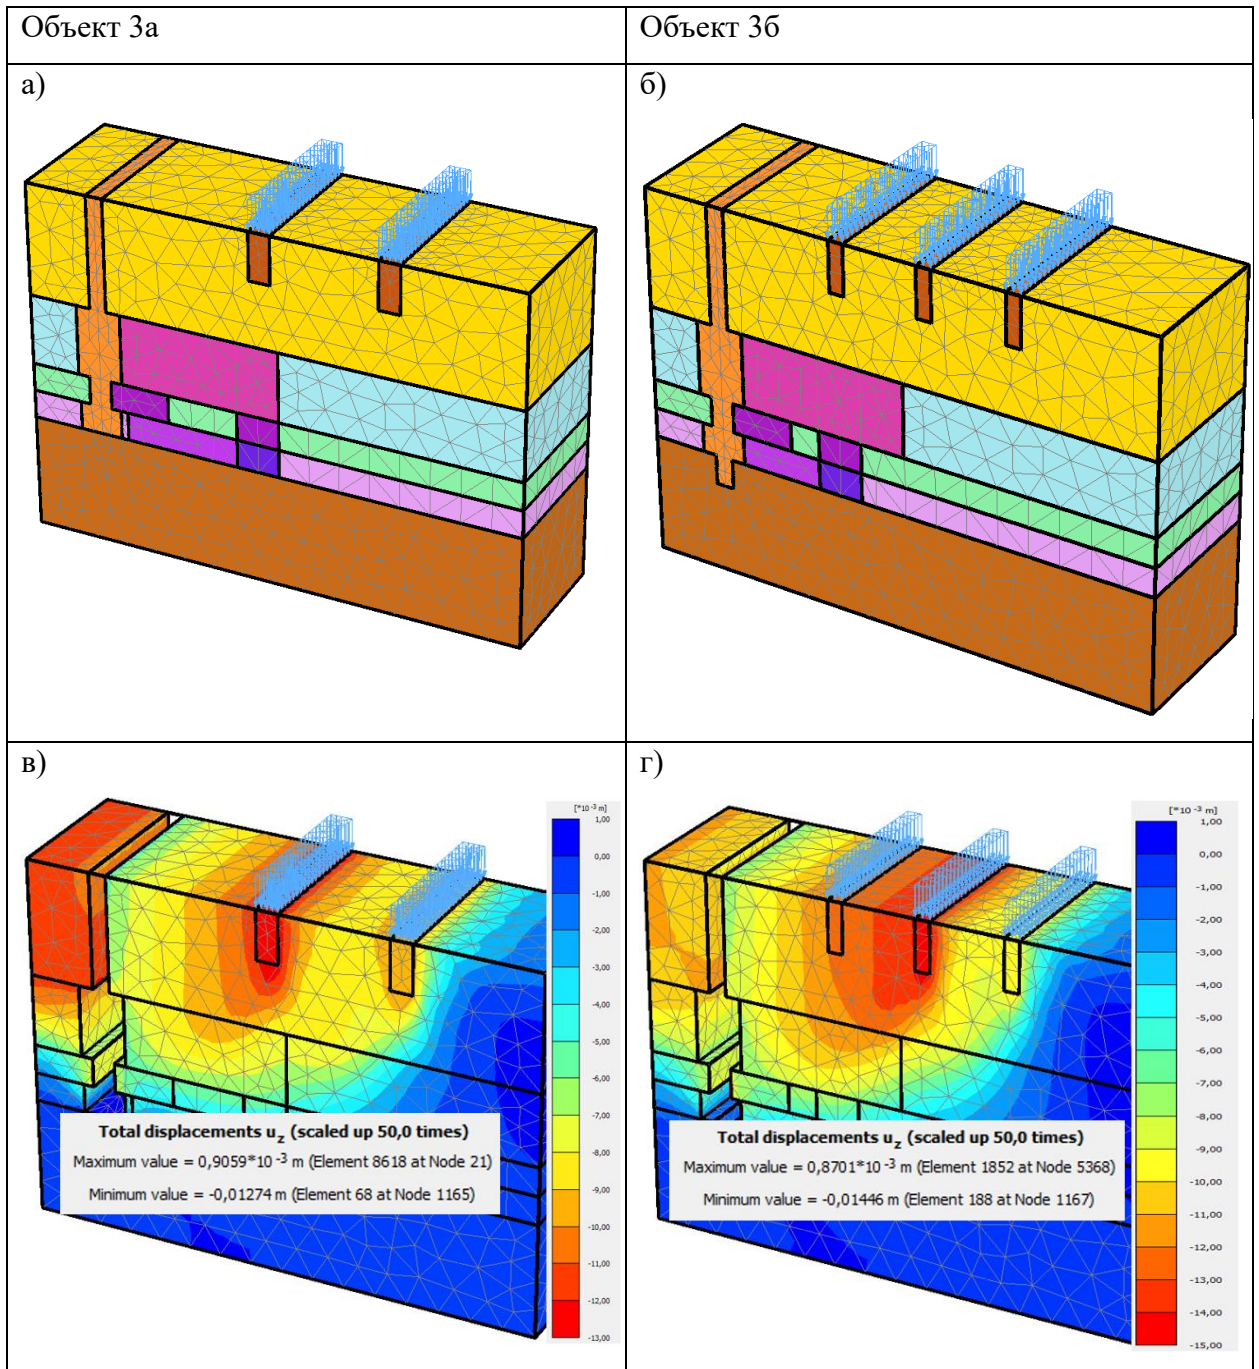 Объект 3а
Объект 3б
а)
б)
в)
г)
[*10 -3 m]
1,00
0,00
-1,00
-2,00
-3,00
-4,00
-5,00
-6,00
-7,00
-8,00
-9,00
-10,00
-11,00
-12,00
-13,00
Total displacements uz (scaled up 50,0 times)
Maximum value = 0,9059*10 -3 m (Element 8618 at Node 21)
Minimum value = -0,01274 m (Element 68 at Node 1165)
[*10 -3 m]
1,00
0,00
-1,00
-2,00
-3,00
-4,00
-5,00
-6,00
-7,00
-8,00
-9,00
-10,00
-11,00
-12,00
-13,00
-14,00
-15,00
Total displacements uz (scaled up 50,0 times)
Maximum value = 0,8701*10 -3 m (Element 1852 at Node 5368)
Minimum value = -0,01446 m (Element 188 at Node 1167)